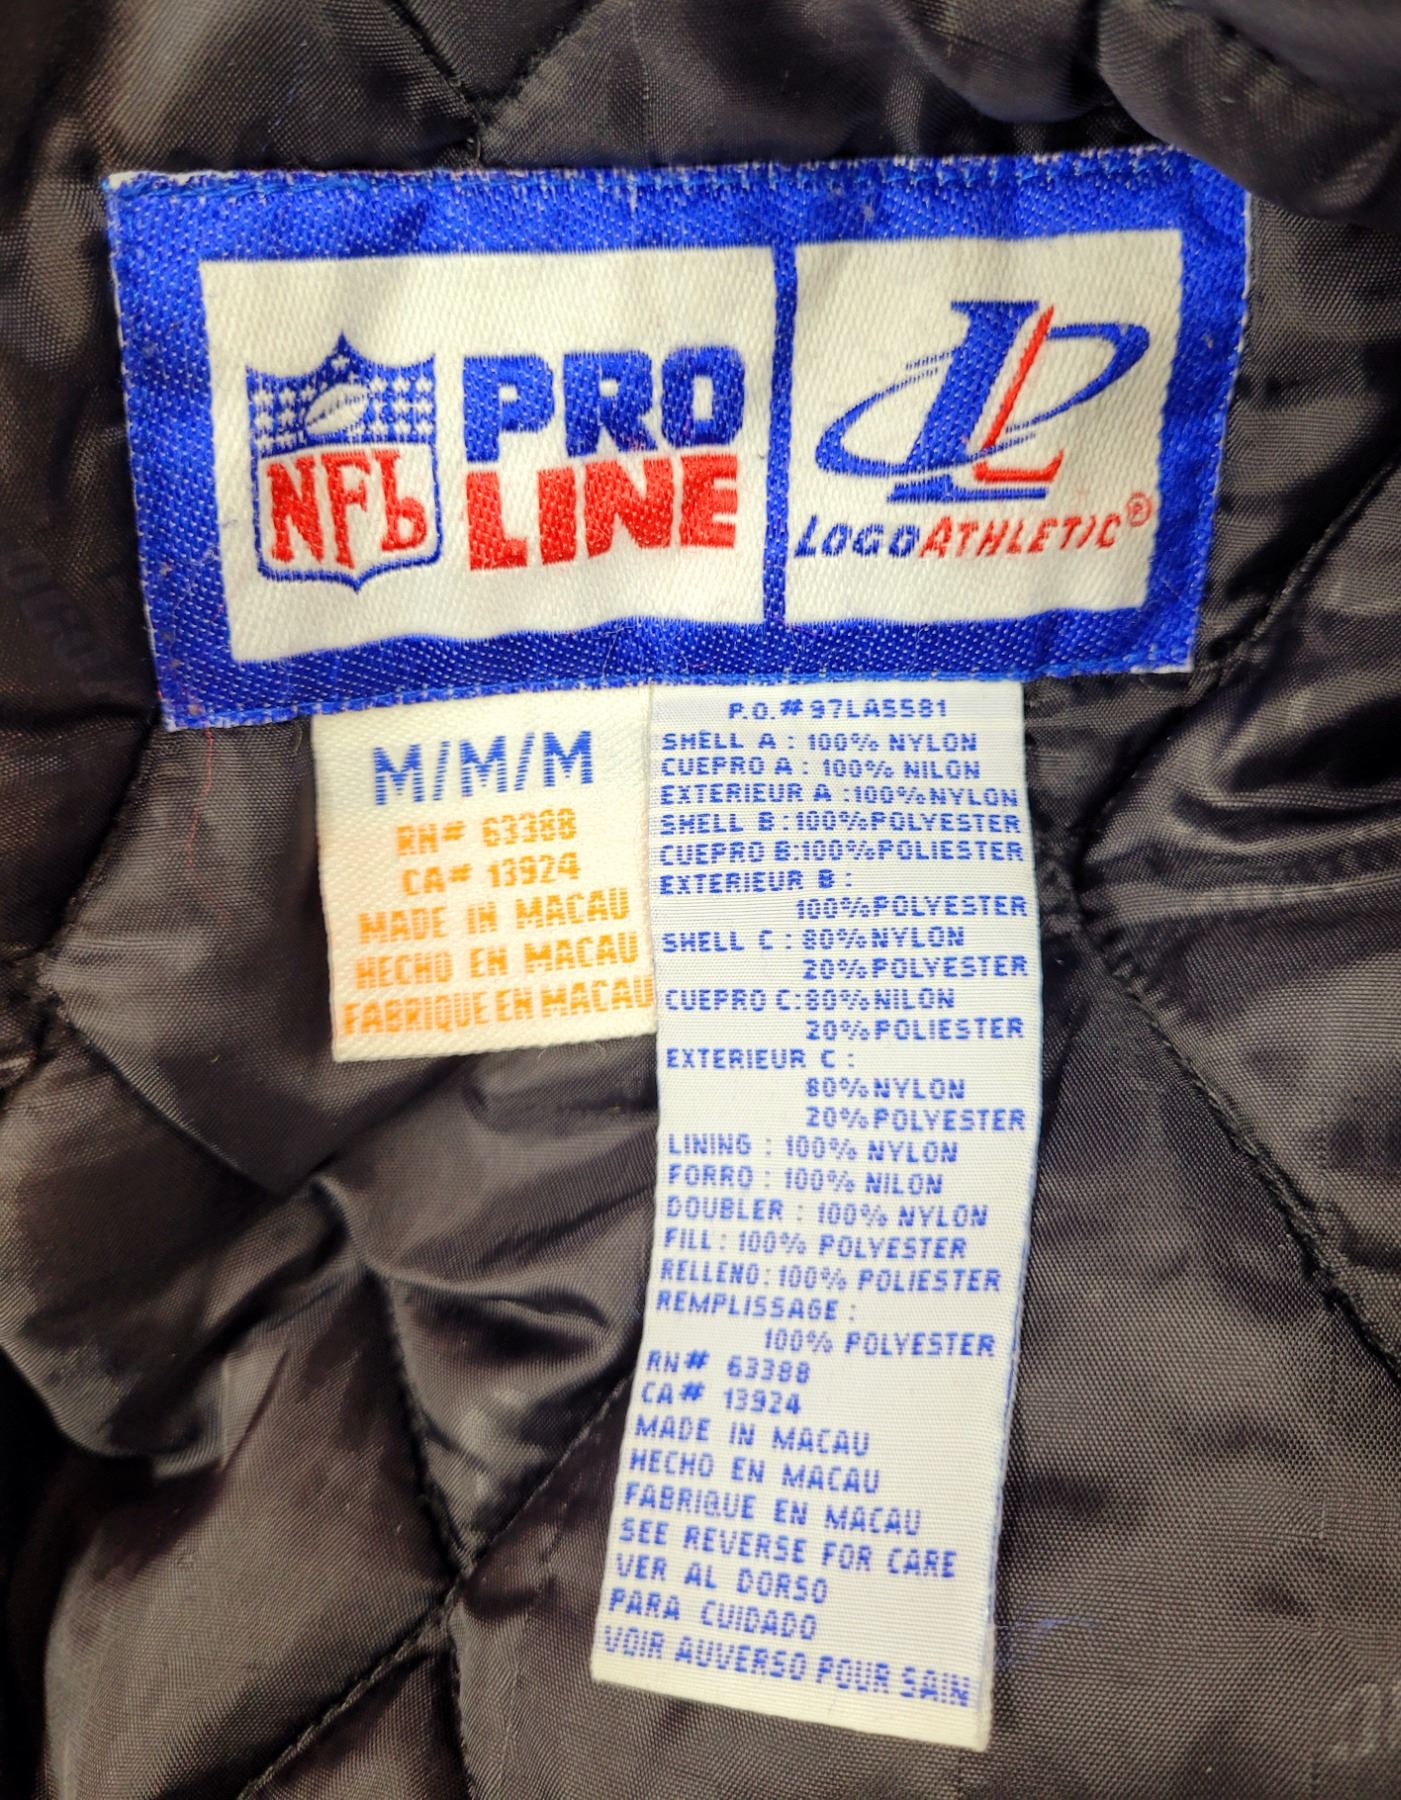 NFL
PRO
LINE
LOGOATHLETIC®
M/M/M
RN# 63388
CA# 13924
MADE IN MACAU
HECHO EN MACAU
FABRIQUE EN MACAU
P.O.#97LA5581
SHELL A : 100% NYLON
CUEPRO A : 100% NILON
EXTERIEUR A :100%NYLON
SHELL B:100%POLYESTER
CUEPRO B:100%POLIESTER
EXTERIEUR B :
100%POLYESTER
SHELL C : 80%NYLON
20%POLYESTER
CUEPRO C:80%NILON
20%POLIESTER
EXTERIEUR C :
80%NYLON
20%POLYESTER
LINING : 100% NYLON
FORRO : 100% NILON
DOUBLER : 100% NYLON
FILL: 100% POLYESTER
RELLENO:100% POLIESTER
REMPLISSAGE :
100% POLYESTER
RN# 63388
CA# 13924
MADE IN MACAU
HECHO EN MACAU
FABRIQUE EN MACAU
SEE REVERSE FOR CARE
VER AL DORSO
PARA CUIDADO
VOIR AUVERSO POUR SAIN